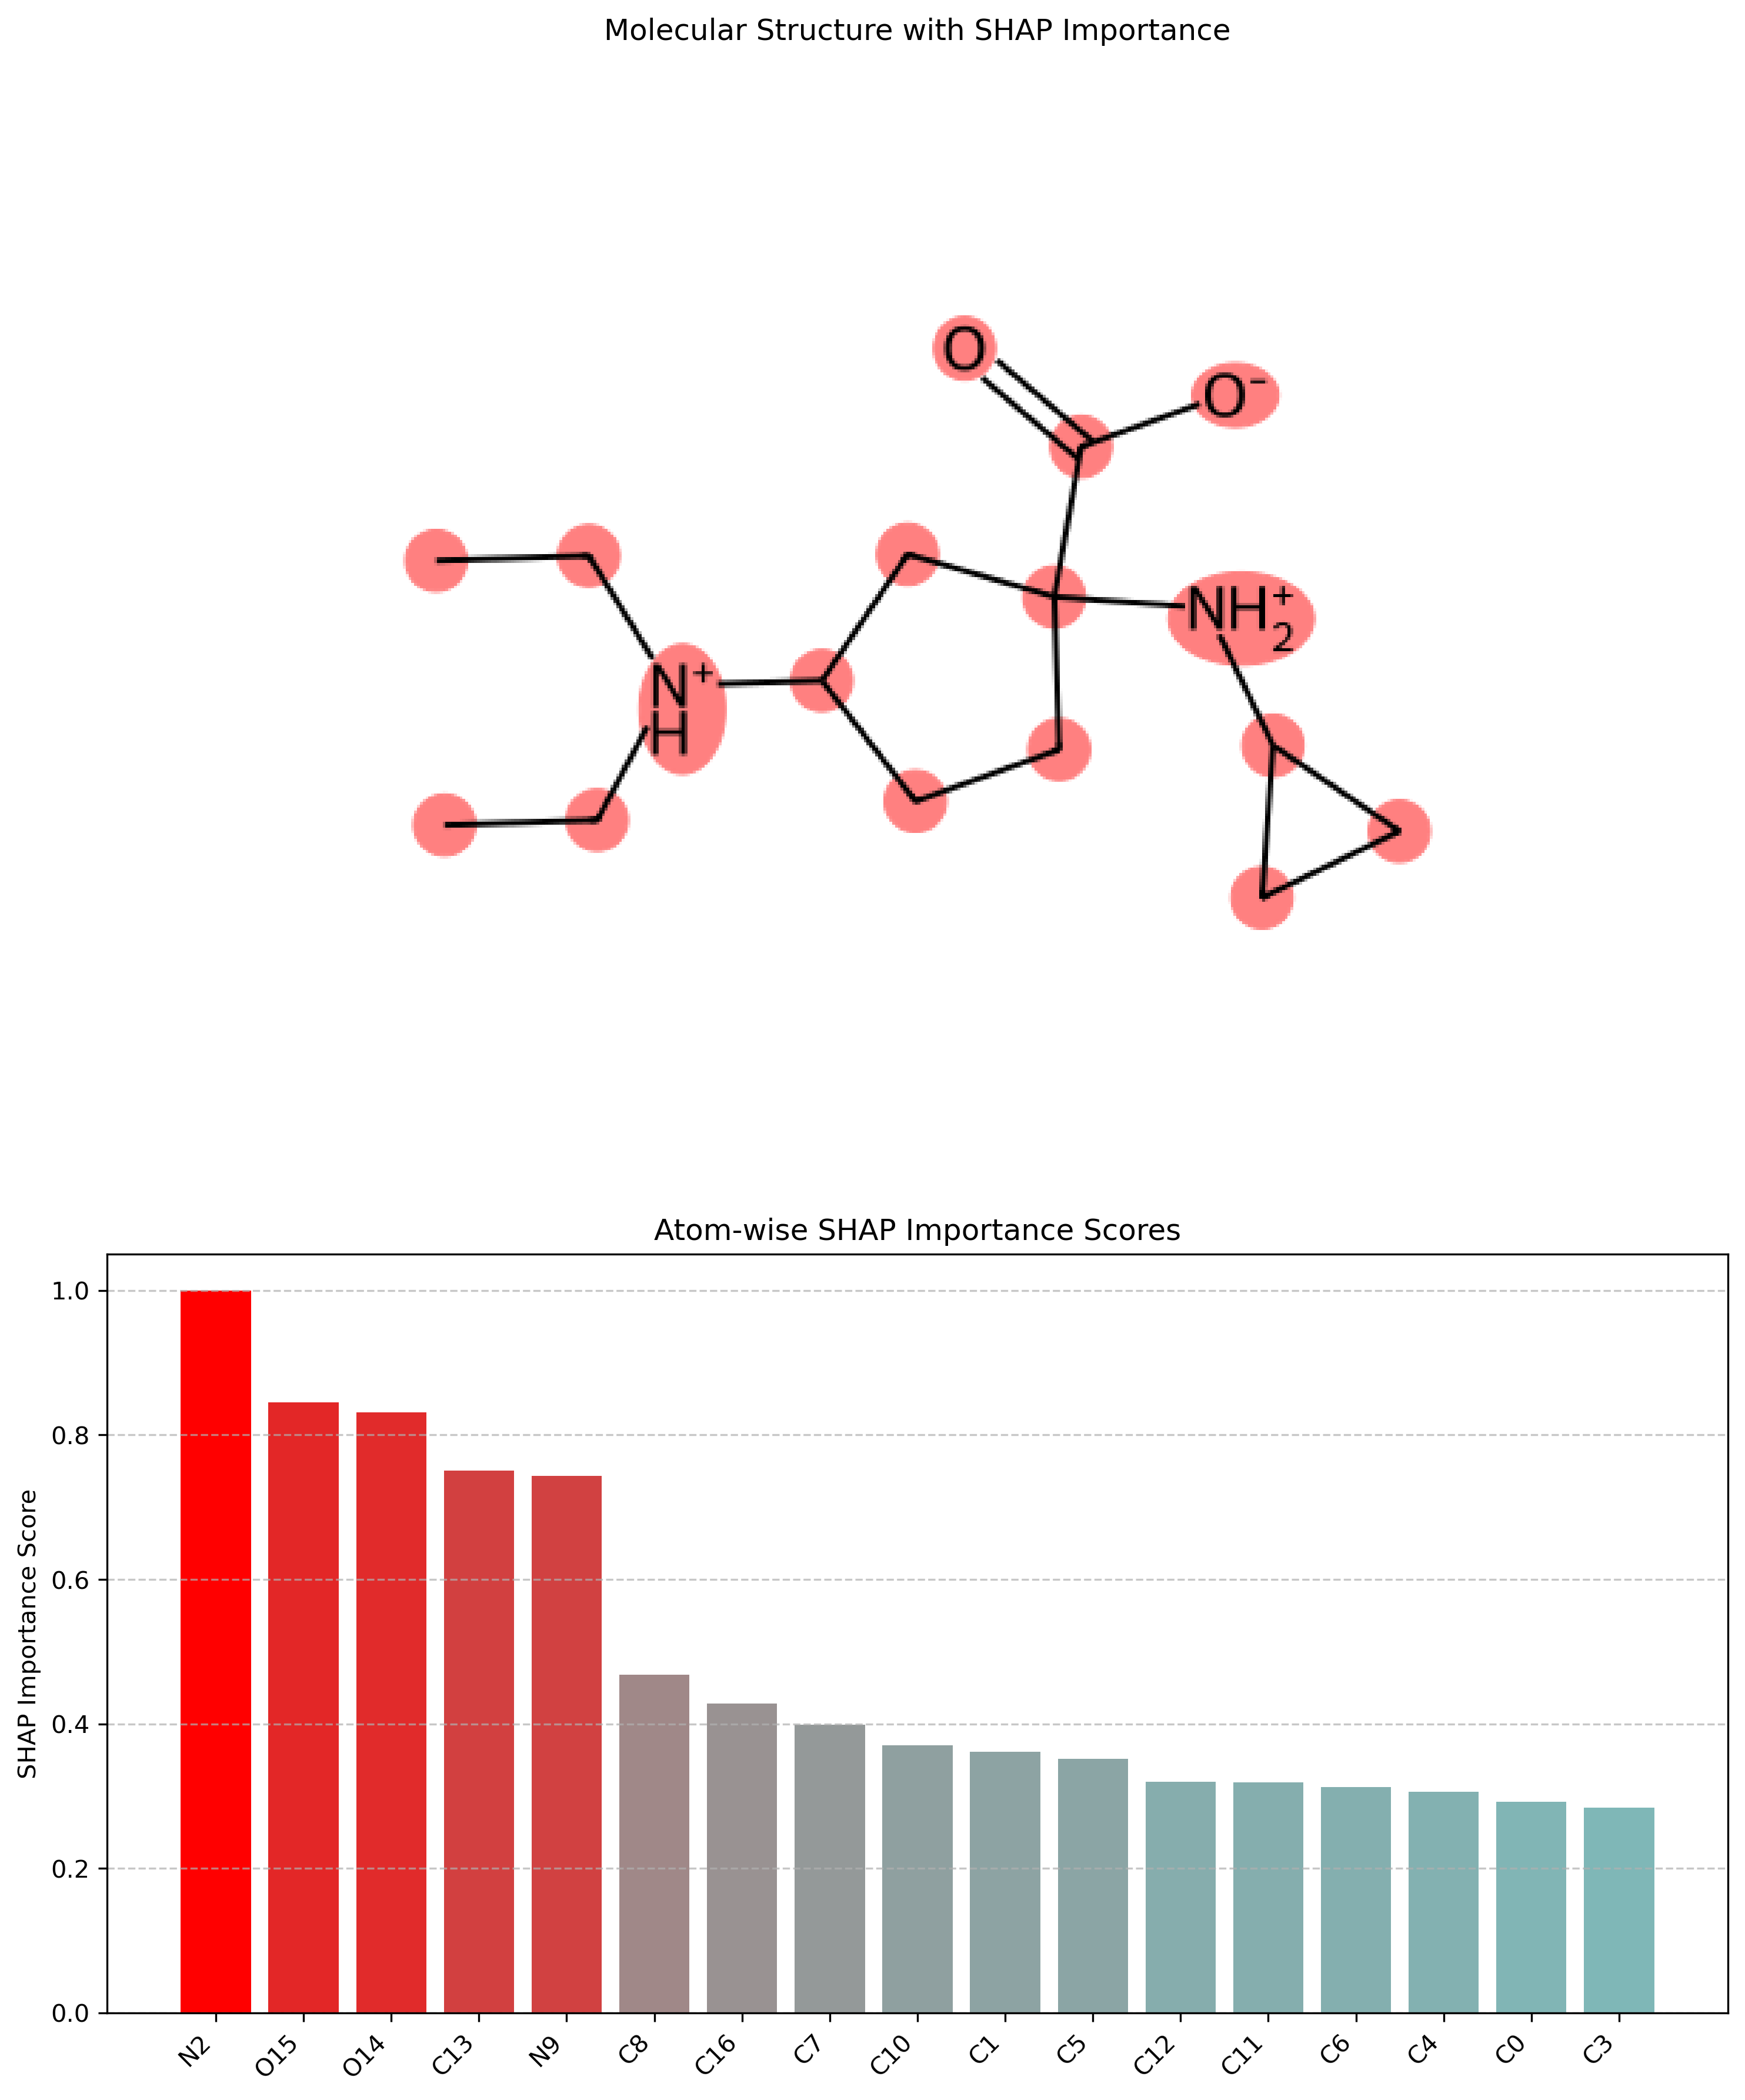 Molecular Structure with SHAP Importance
O
O⁻
NH₂⁺
N⁺
H
Atom-wise SHAP Importance Scores
SHAP Importance Score
1.0
0.8
0.6
0.4
0.2
0.0
N2 O15 O14 C13 N9 C8 C16 C7 C10 C1 C5 C12 C11 C6 C4 C0 C3